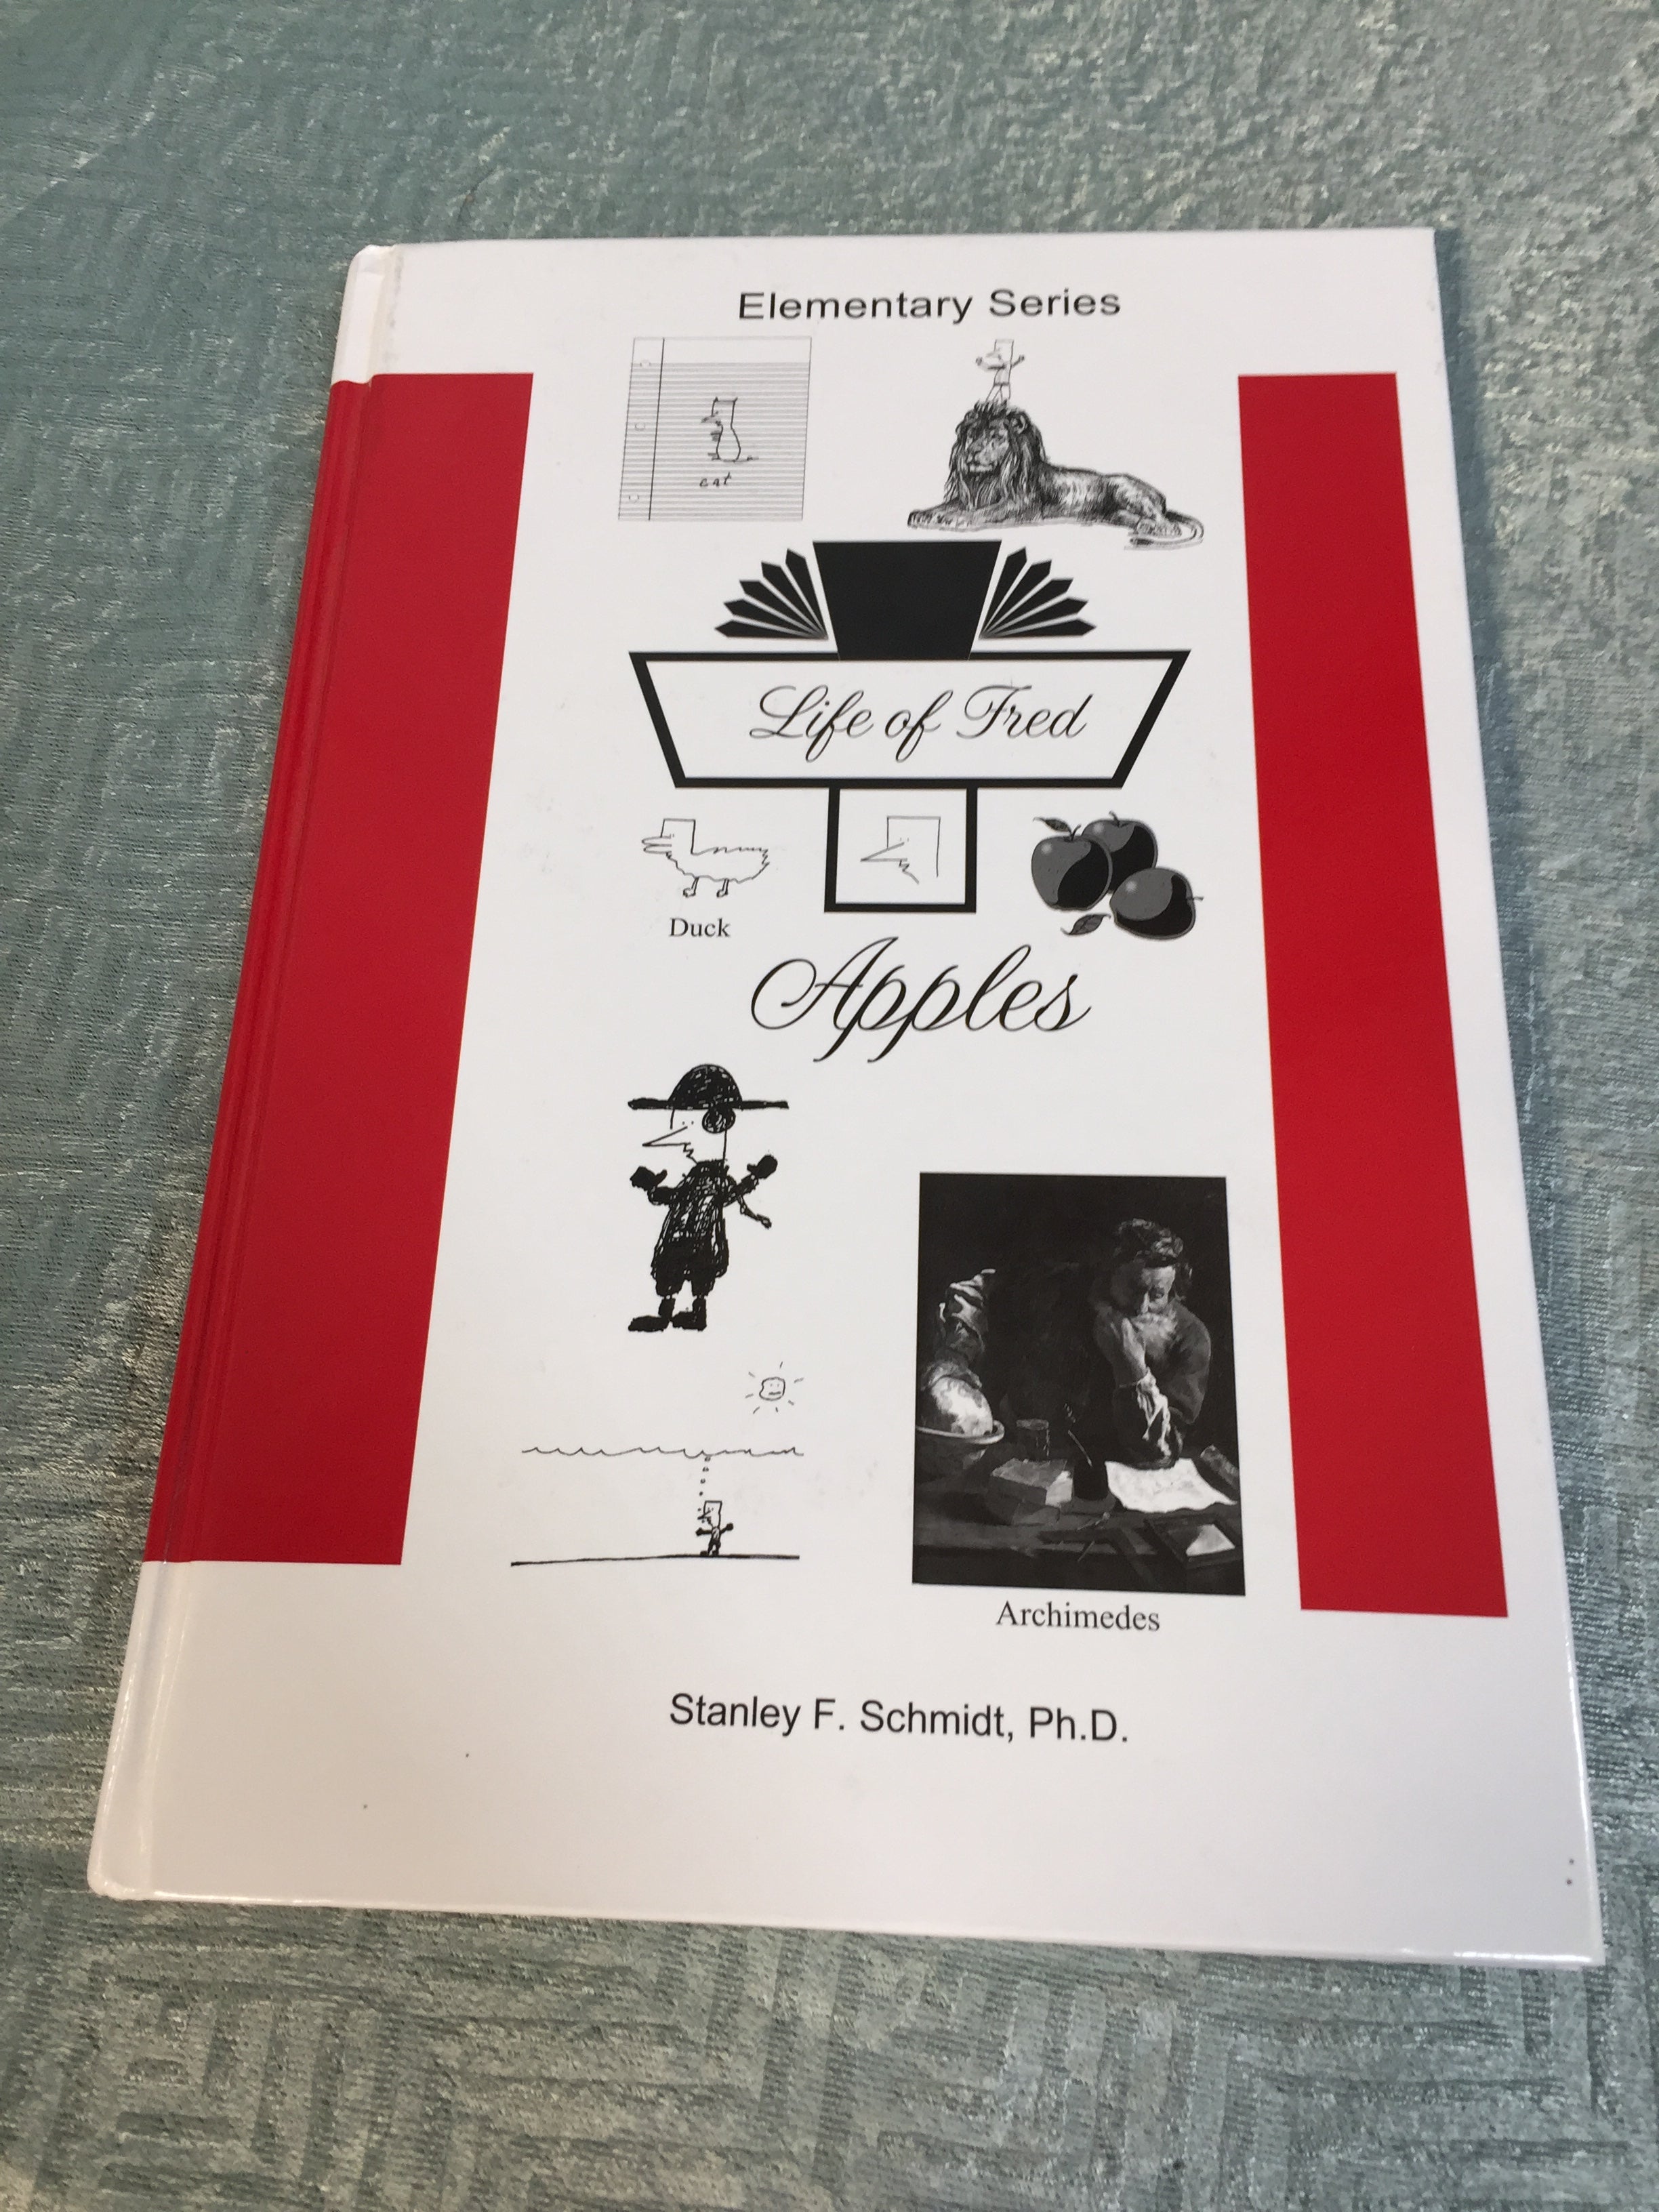 Elementary Series
cat
Life of Fred
Duck
Apples
Archimedes
Stanley F. Schmidt, Ph.D.